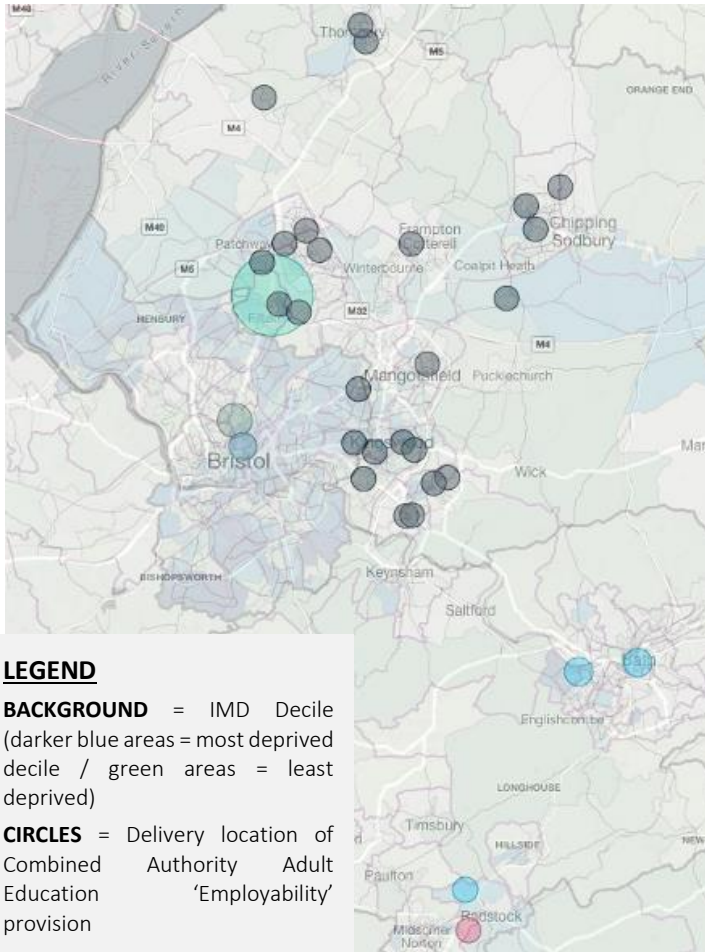 M48
Thornbury
River Severn
M5
ORANGE END
M4
M49
Patchway
Frampton
Cotterell
Chipping
Sodbury
M5
Winterbourne
Coalpit Heath
Filton
M32
HENBURY
M4
Mangotsfield
Pucklechurch
Kingswood
Bristol
Wick
Mar
BISHOPSWORTH
Keynsham
Saltford
Bath
Englishcombe
LONGHOUSE
Timsbury
HILLSIDE
NEW
Paulton
Radstock
Midsomer
Norton
LEGEND
BACKGROUND = IMD Decile
(darker blue areas = most deprived
decile / green areas = least
deprived)
CIRCLES = Delivery location of
Combined Authority Adult
Education 'Employability'
provision